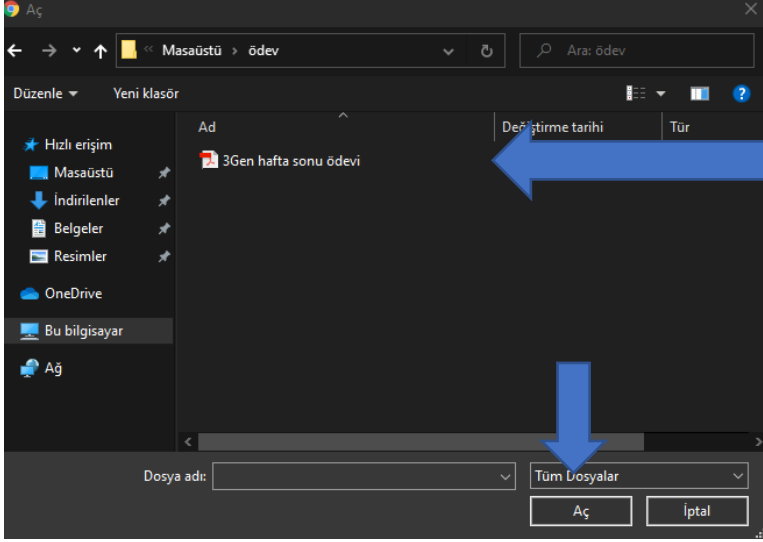 Aç
« Masaüstü › ödev
Ara: ödev
Düzenle
Yeni klasör
Ad
Değiştirme tarihi
Tür
Hızlı erişim
3Gen hafta sonu ödevi
Masaüstü
İndirilenler
Belgeler
Resimler
OneDrive
Bu bilgisayar
Ağ
Dosya adı:
Tüm Dosyalar
Aç
İptal